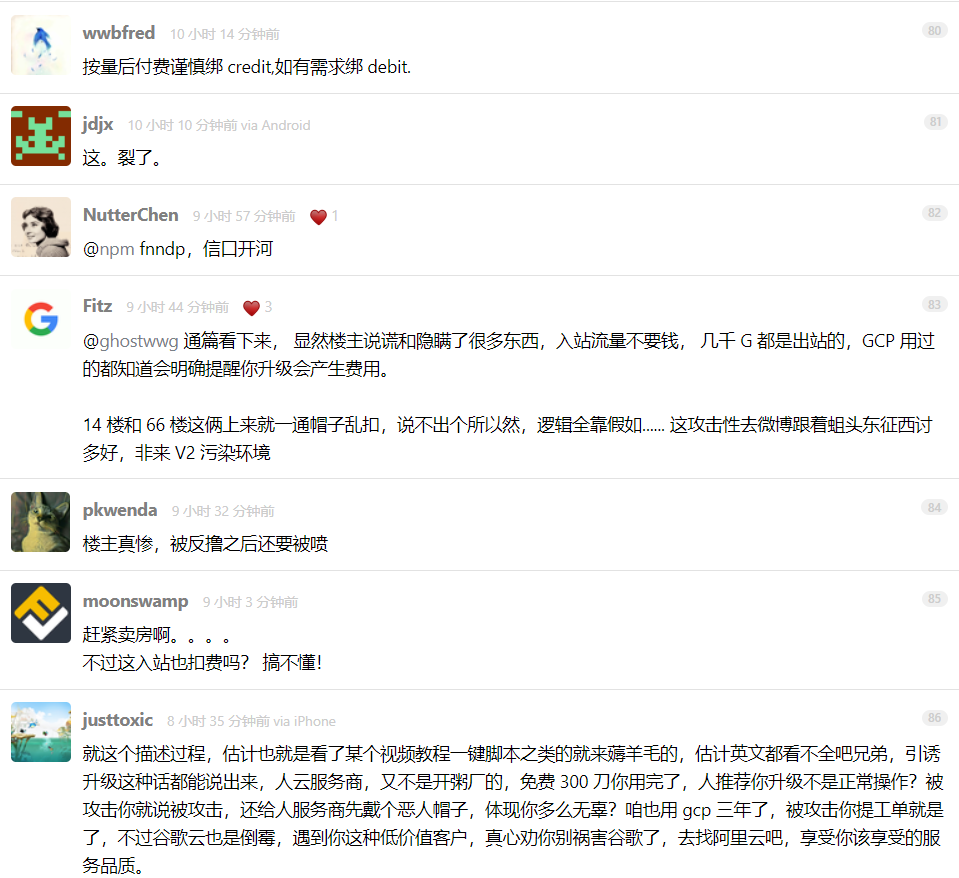 wwbfred 10 小时 14 分钟前 80
按量后付费谨慎绑 credit,如有需求绑 debit.
jdjx 10 小时 10 分钟前 via Android 81
这。裂了。
NutterChen 9 小时 57 分钟前 1 82
@npm fnndp，信口开河
Fitz 9 小时 44 分钟前 3 83
@ghostwwg 通篇看下来， 显然楼主说谎和隐瞒了很多东西，入站流量不要钱， 几千 G 都是出站的，GCP 用过
的都知道会明确提醒你升级会产生费用。
14 楼和 66 楼这俩上来就一通帽子乱扣，说不出个所以然，逻辑全靠假如...... 这攻击性去微博跟着蛆头东征西讨
多好，非来 V2 污染环境
pkwenda 9 小时 32 分钟前 84
楼主真惨，被反撸之后还要被喷
moonswamp 9 小时 3 分钟前 85
赶紧卖房啊。。。。
不过这入站也扣费吗？ 搞不懂！
justtoxic 8 小时 35 分钟前 via iPhone 86
就这个描述过程，估计也就是看了某个视频教程一键脚本之类的就来薅羊毛的，估计英文都看不全吧兄弟，引诱
升级这种话都能说出来，人云服务商，又不是开粥厂的，免费 300 刀你用完了，人推荐你升级不是正常操作？被
攻击你就说被攻击，还给人服务商先戴个恶人帽子，体现你多么无辜？咱也用 gcp 三年了，被攻击你提工单就是
了，不过谷歌云也是倒霉，遇到你这种低价值客户，真心劝你别祸害谷歌了，去找阿里云吧，享受你该享受的服
务品质。